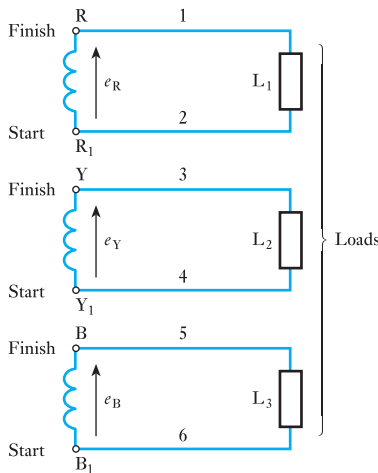 R 1
Finish
e_R L_1
2
Start
R_1
Y 3
Finish
e_Y L_2 Loads
4
Start
Y_1
B 5
Finish
e_B L_3
6
Start
B_1